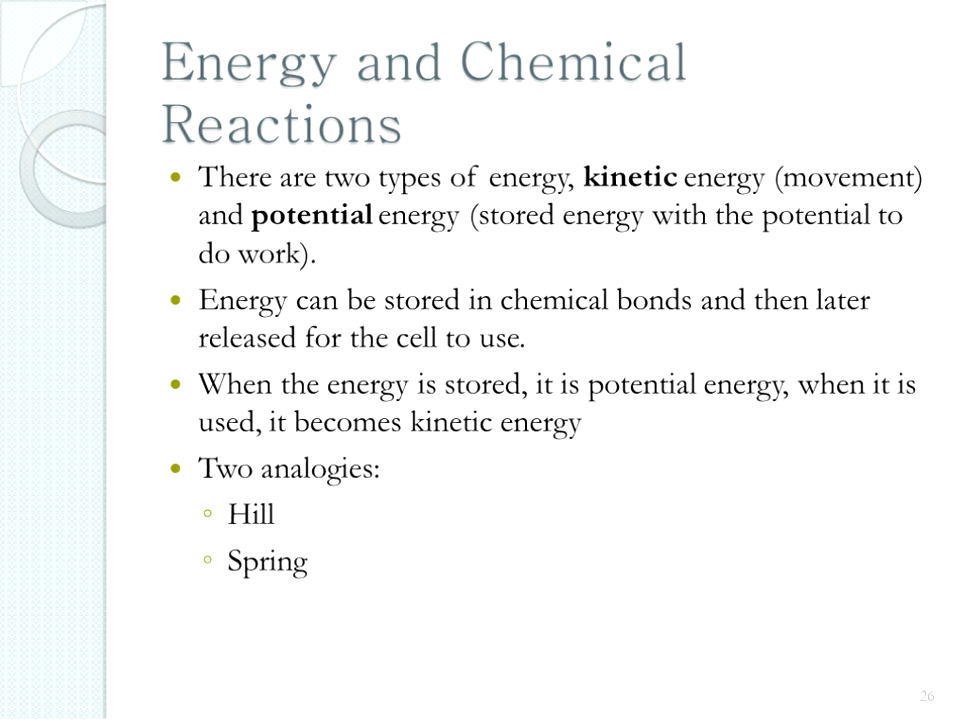 Energy and Chemical
Reactions
• There are two types of energy, kinetic energy (movement)
and potential energy (stored energy with the potential to
do work).
• Energy can be stored in chemical bonds and then later
released for the cell to use.
• When the energy is stored, it is potential energy, when it is
used, it becomes kinetic energy
• Two analogies:
◦ Hill
◦ Spring
26